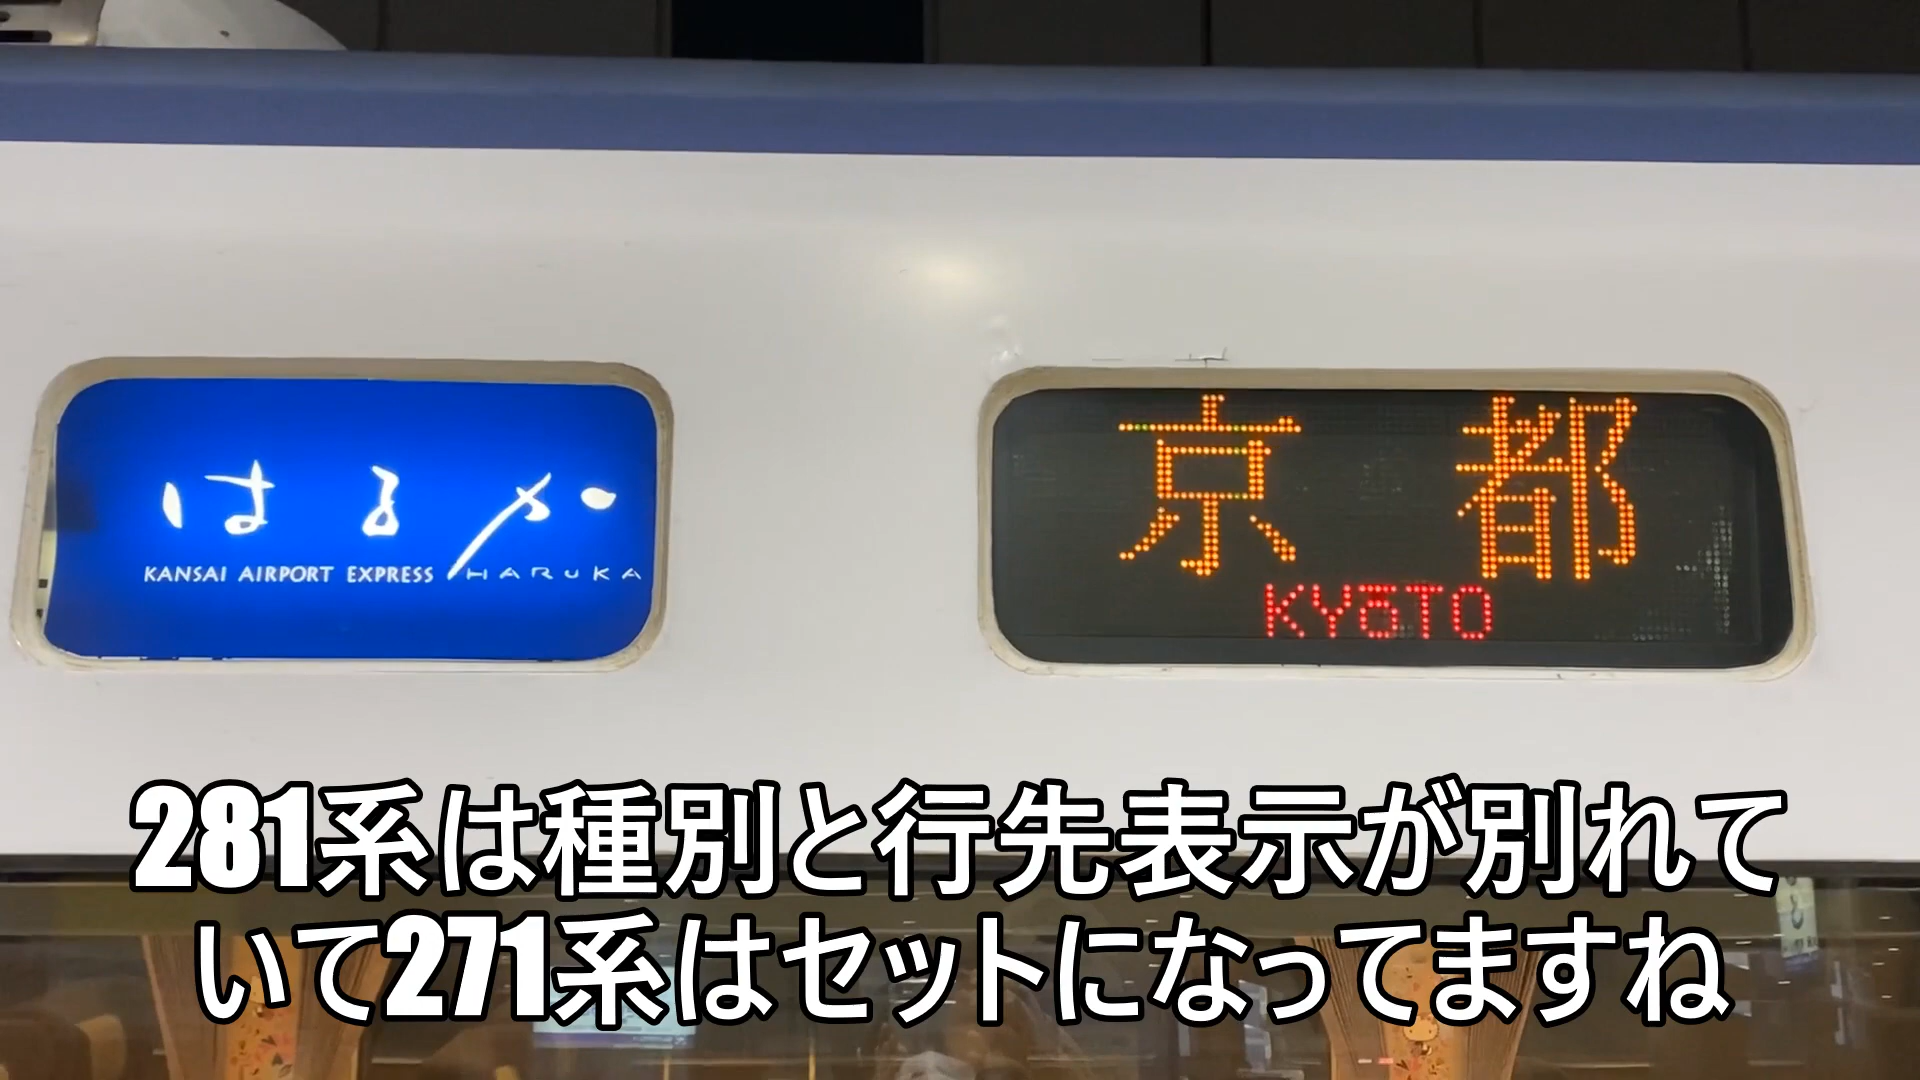 はるか
KANSAI AIRPORT EXPRESS HARUKA
京都
KYŌTO
281系は種別と行先表示が別れて
いて271系はセットになってますね